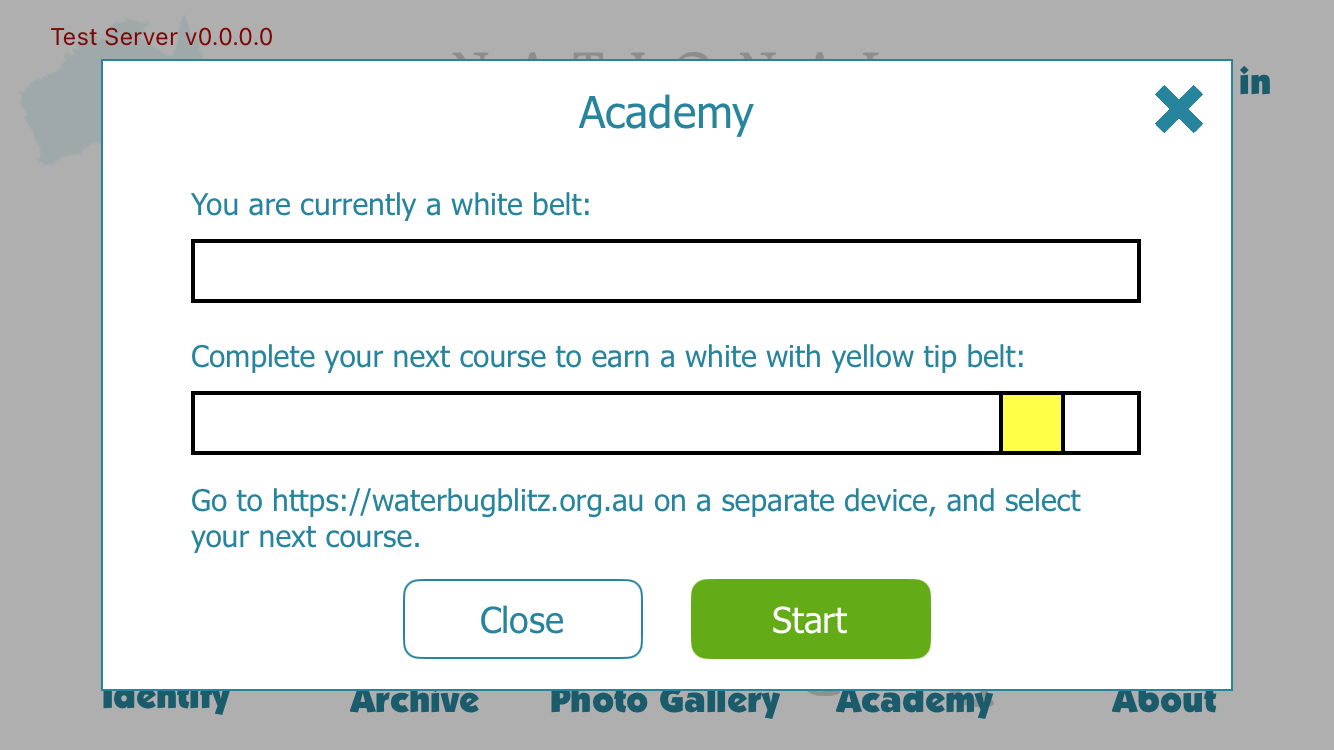 Test Server v0.0.0.0
in
Academy
You are currently a white belt:
Complete your next course to earn a white with yellow tip belt:
Go to https://waterbugblitz.org.au on a separate device, and select
your next course.
Close
Start
Identify
Archive
Photo Gallery
Academy
About